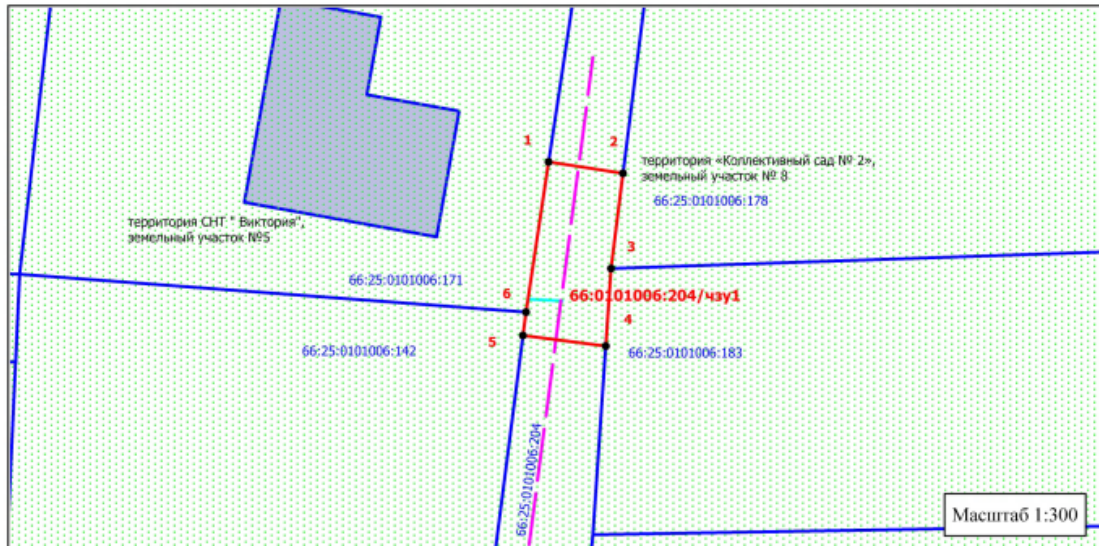 1
2
территория «Коллективный сад № 2»,
земельный участок № 8
66:25:0101006:178
территория СНТ " Виктория",
земельный участок №5
3
66:25:0101006:171
6
66:0101006:204/чзу1
4
5
66:25:0101006:142
66:25:0101006:183
66:25:0101006:204
Масштаб 1:300